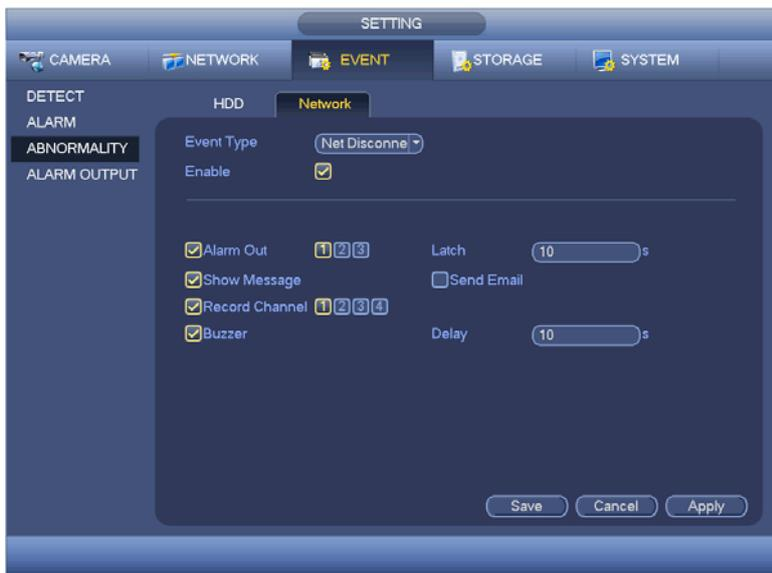 SETTING
CAMERA NETWORK EVENT STORAGE SYSTEM
DETECT
ALARM
ABNORMALITY
ALARM OUTPUT
HDD Network
Event Type Net Disconne
Enable
Alarm Out 1 2 3 Latch 10 s
Show Message Send Email
Record Channel 1 2 3 4
Buzzer Delay 10 s
Save Cancel Apply